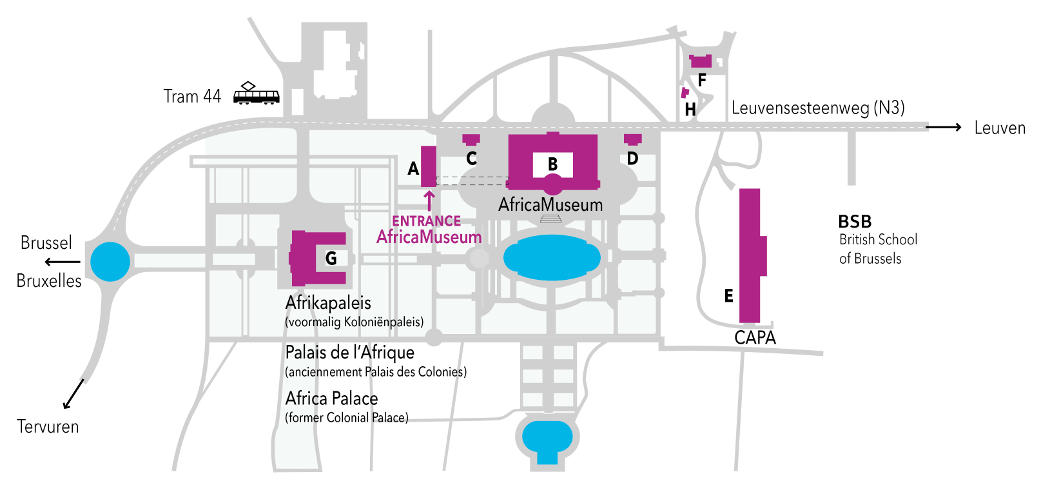 F
H
Tram 44
Leuvensesteenweg (N3)
Leuven
A
C
B
D
AfricaMuseum
ENTRANCE
AfricaMuseum
BSB
British School
of Brussels
Brussel
Bruxelles
G
E
Afrikapaleis
(voormalig Koloniënpaleis)
CAPA
Palais de l’Afrique
(anciennement Palais des Colonies)
Africa Palace
(former Colonial Palace)
Tervuren